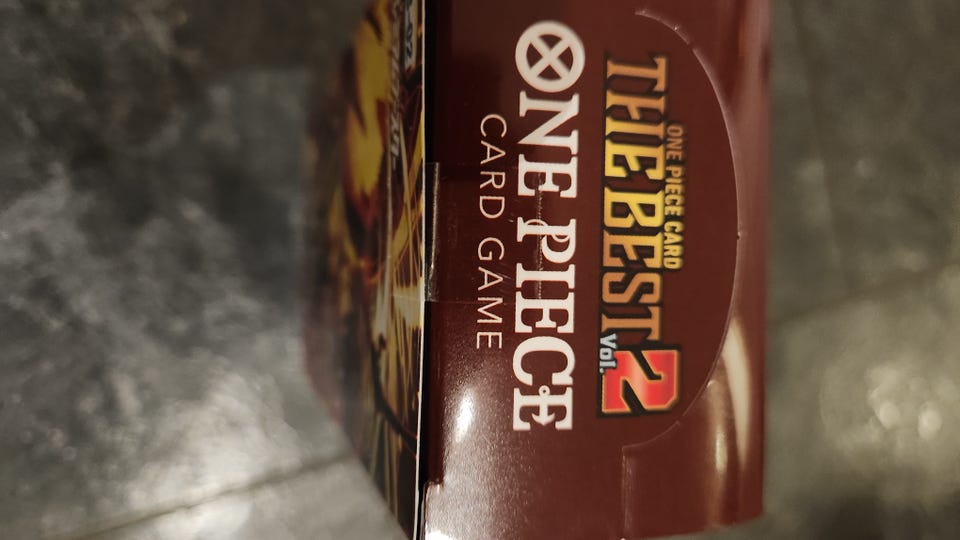 ONE PIECE CARD
THE BEST
Vol. 2
ONE PIECE
CARD GAME